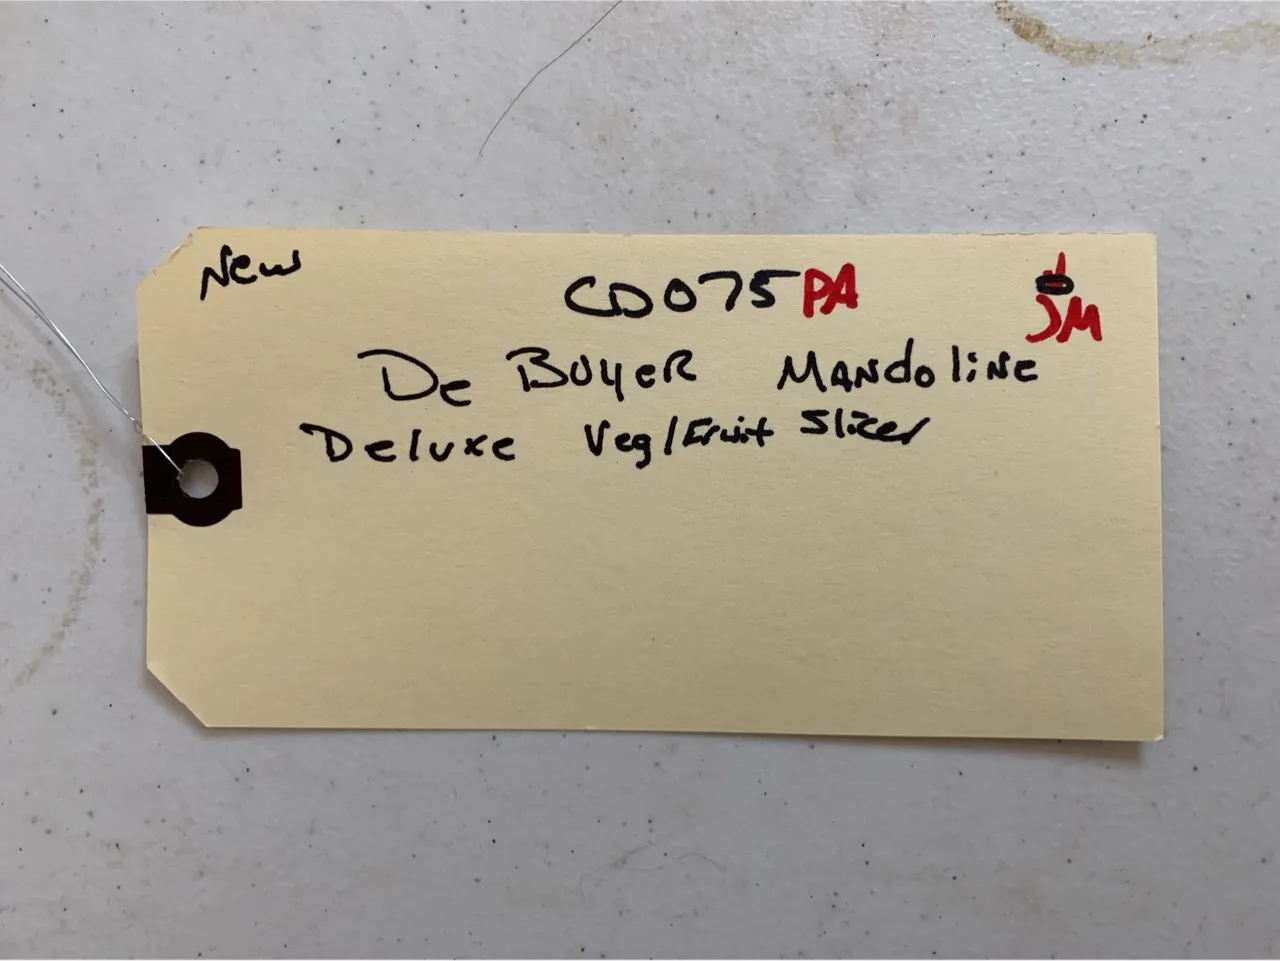 New
CD075PA
JM
De Buyer Mandoline
Deluxe Veg/Fruit Slicer